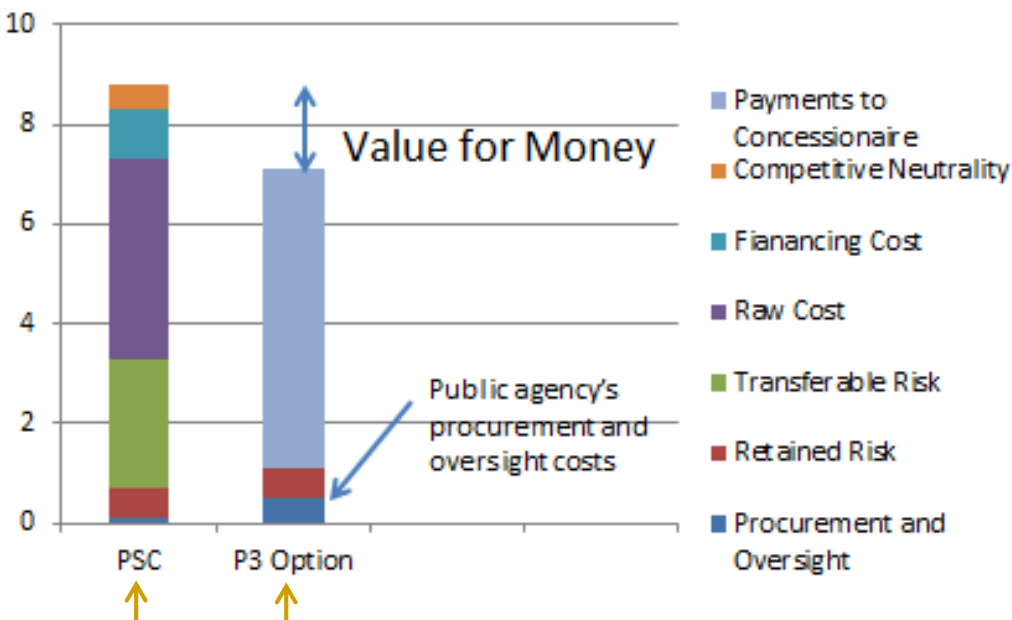 10
8
6
4
2
0
Value for Money
Public agency's
procurement and
oversight costs
PSC
P3 Option
Payments to
Concessionaire
Competitive Neutrality
Fianancing Cost
Raw Cost
Transferable Risk
Retained Risk
Procurement and
Oversight